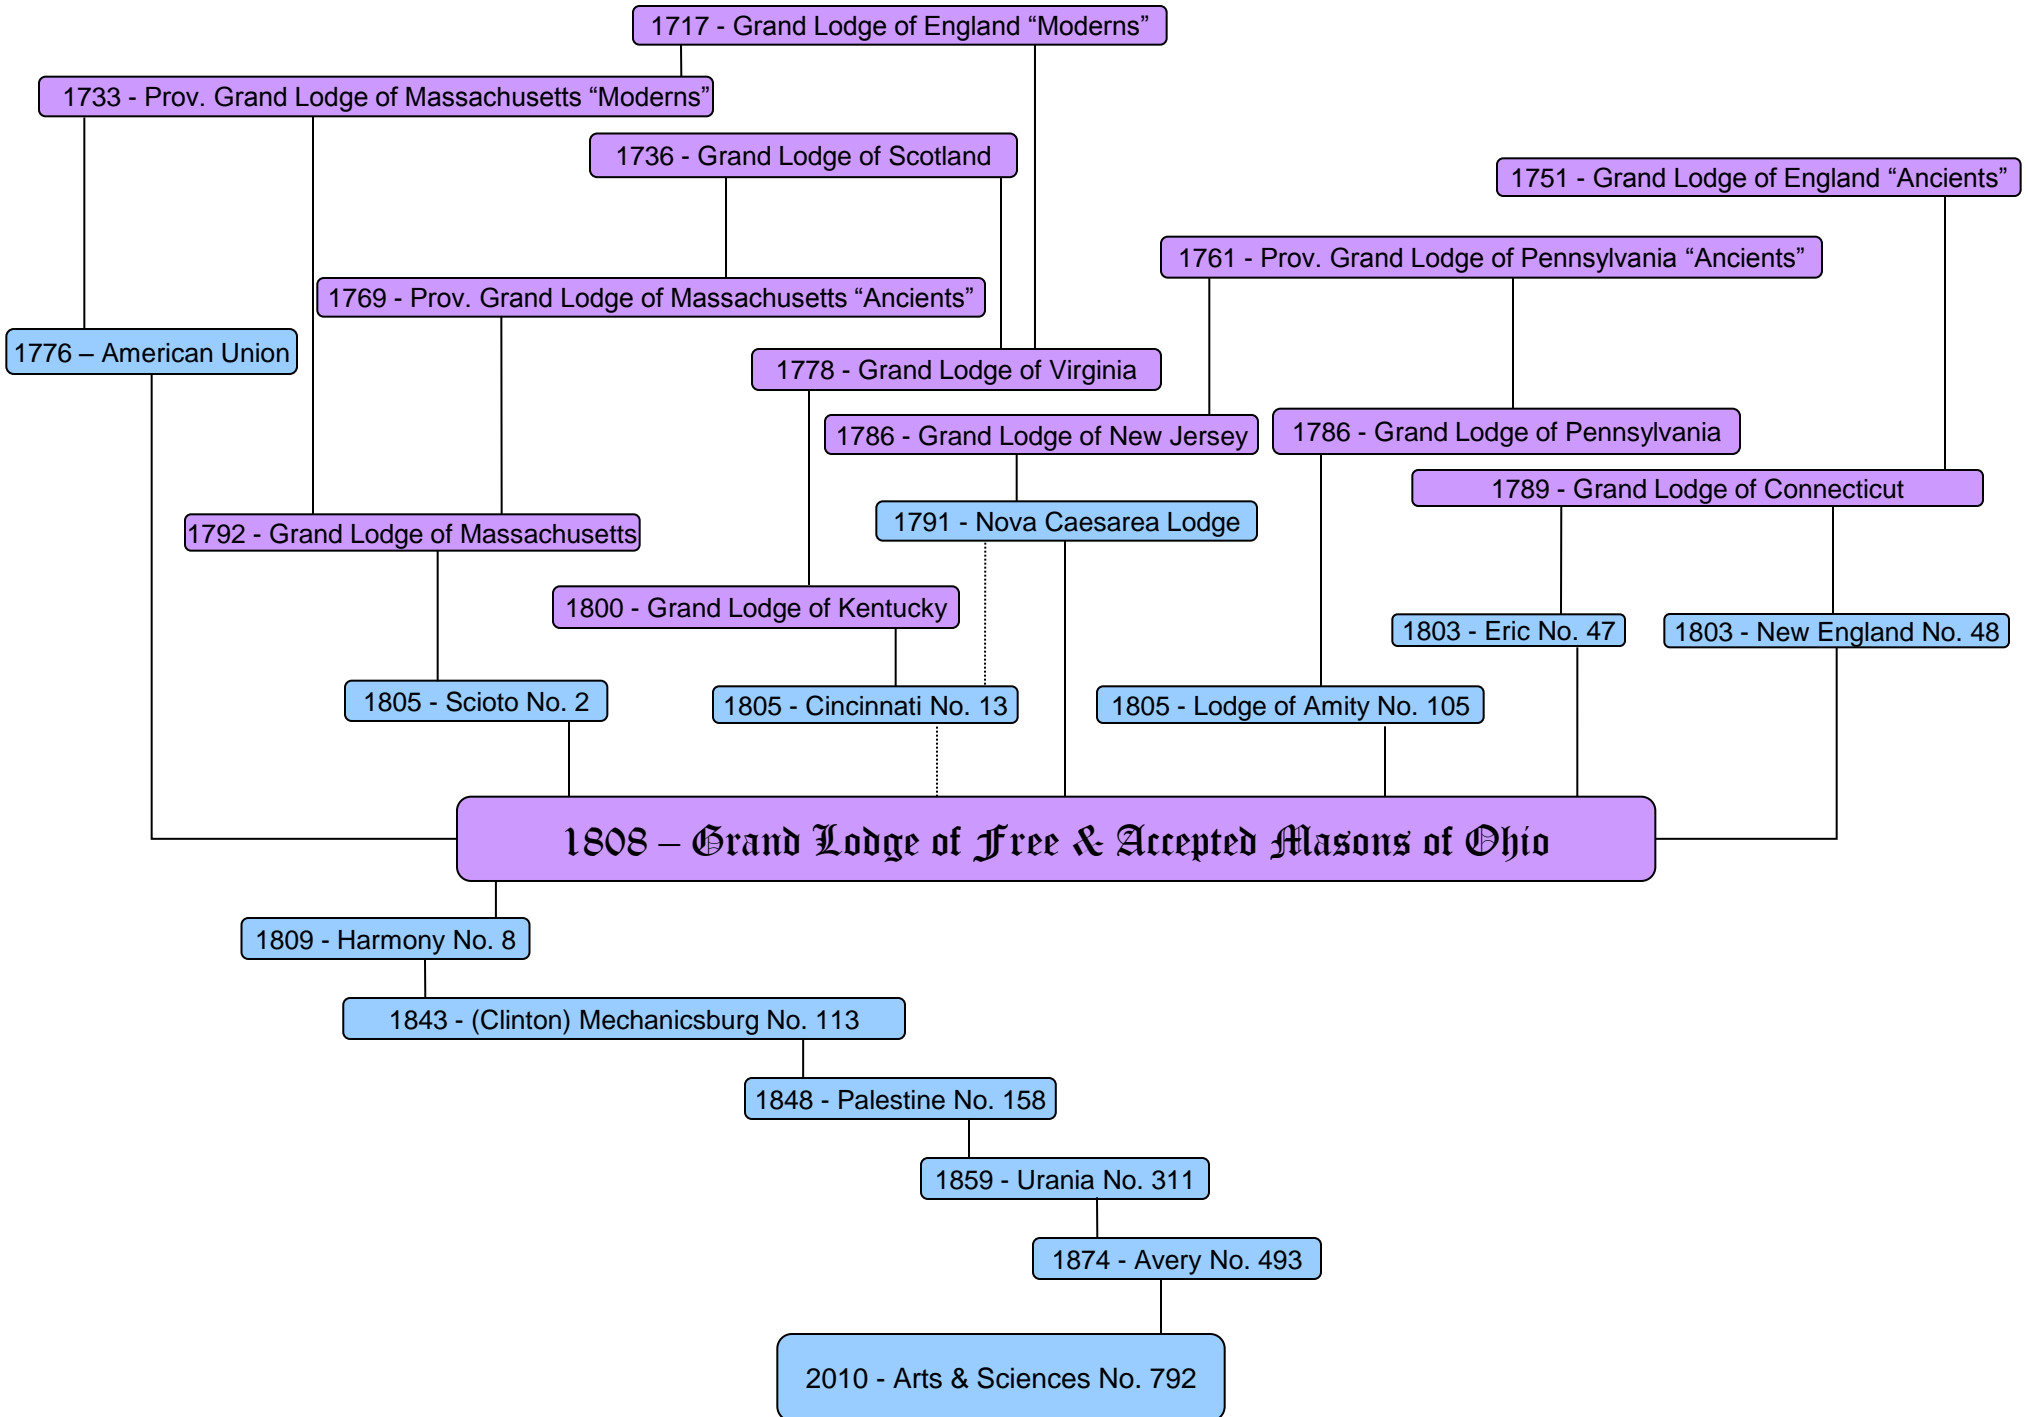 1717 - Grand Lodge of England “Moderns”
1733 - Prov. Grand Lodge of Massachusetts “Moderns”
1736 - Grand Lodge of Scotland
1751 - Grand Lodge of England “Ancients”
1761 - Prov. Grand Lodge of Pennsylvania “Ancients”
1769 - Prov. Grand Lodge of Massachusetts “Ancients”
1776 – American Union
1778 - Grand Lodge of Virginia
1786 - Grand Lodge of New Jersey
1786 - Grand Lodge of Pennsylvania
1789 - Grand Lodge of Connecticut
1791 - Nova Caesarea Lodge
1792 - Grand Lodge of Massachusetts
1800 - Grand Lodge of Kentucky
1803 - Eric No. 47
1803 - New England No. 48
1805 - Scioto No. 2
1805 - Cincinnati No. 13
1805 - Lodge of Amity No. 105
1808 – Grand Lodge of Free & Accepted Masons of Ohio
1809 - Harmony No. 8
1843 - (Clinton) Mechanicsburg No. 113
1848 - Palestine No. 158
1859 - Urania No. 311
1874 - Avery No. 493
2010 - Arts & Sciences No. 792